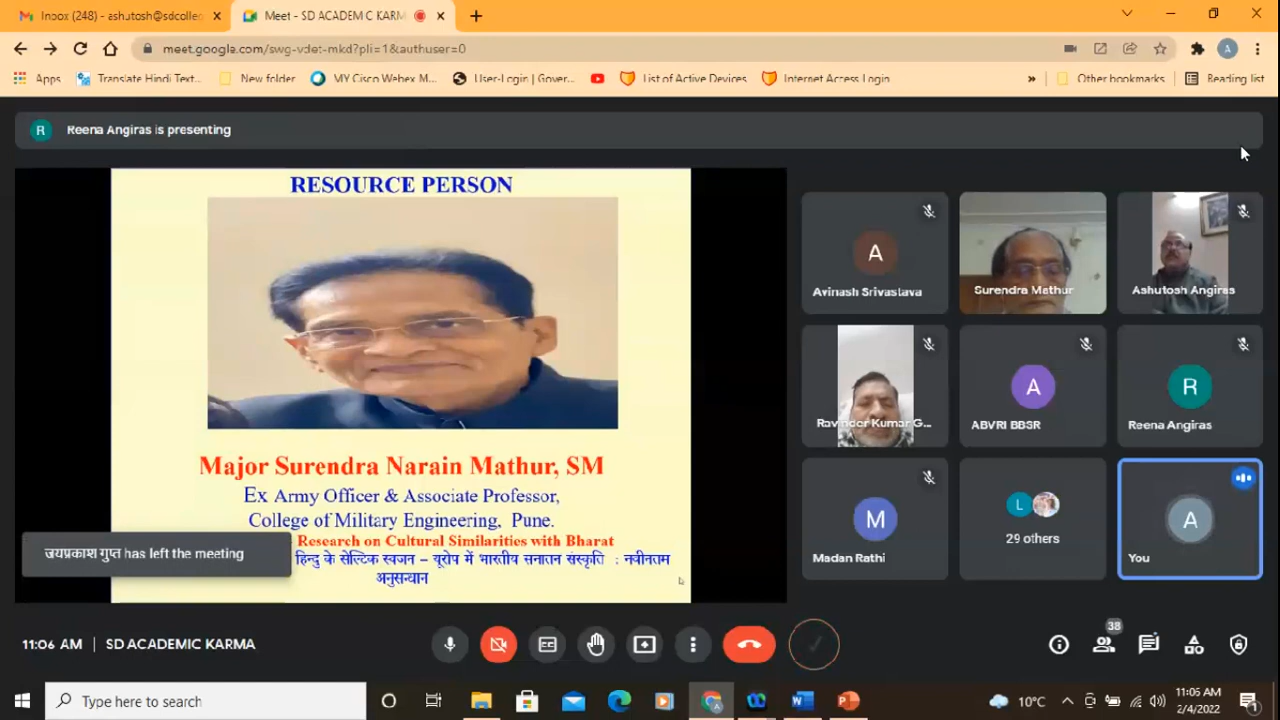 Inbox (248) - ashutosh@sdcolle
Meet - SD ACADEMIC KARM
meet.google.com/swg-vdet-mkd?pli=1&authuser=0
A
Apps
Translate Hindi Text...
New folder
MY Cisco Webex M...
User-Login | Gover...
List of Active Devices
Internet Access Login
»
Other bookmarks
Reading list
R
Reena Angiras is presenting
RESOURCE PERSON
Major Surendra Narain Mathur, SM
Ex Army Officer & Associate Professor,
College of Military Engineering, Pune.
Research on Cultural Similarities with Bharat
हिन्दु के सेल्टिक स्वजन – यूरोप में भारतीय सनातन संस्कृति : नवीनतम
अनुसन्धान
जयप्रकाश गुप्त has left the meeting
A
Avinash Srivastava
Surendra Mathur
Ashutosh Angiras
Ravinder Kumar G...
A
ABVRI BBSR
R
Reena Angiras
M
Madan Rathi
L
29 others
A
You
11:06 AM | SD ACADEMIC KARMA
38
Type here to search
10°C
11:05 AM
2/4/2022
1